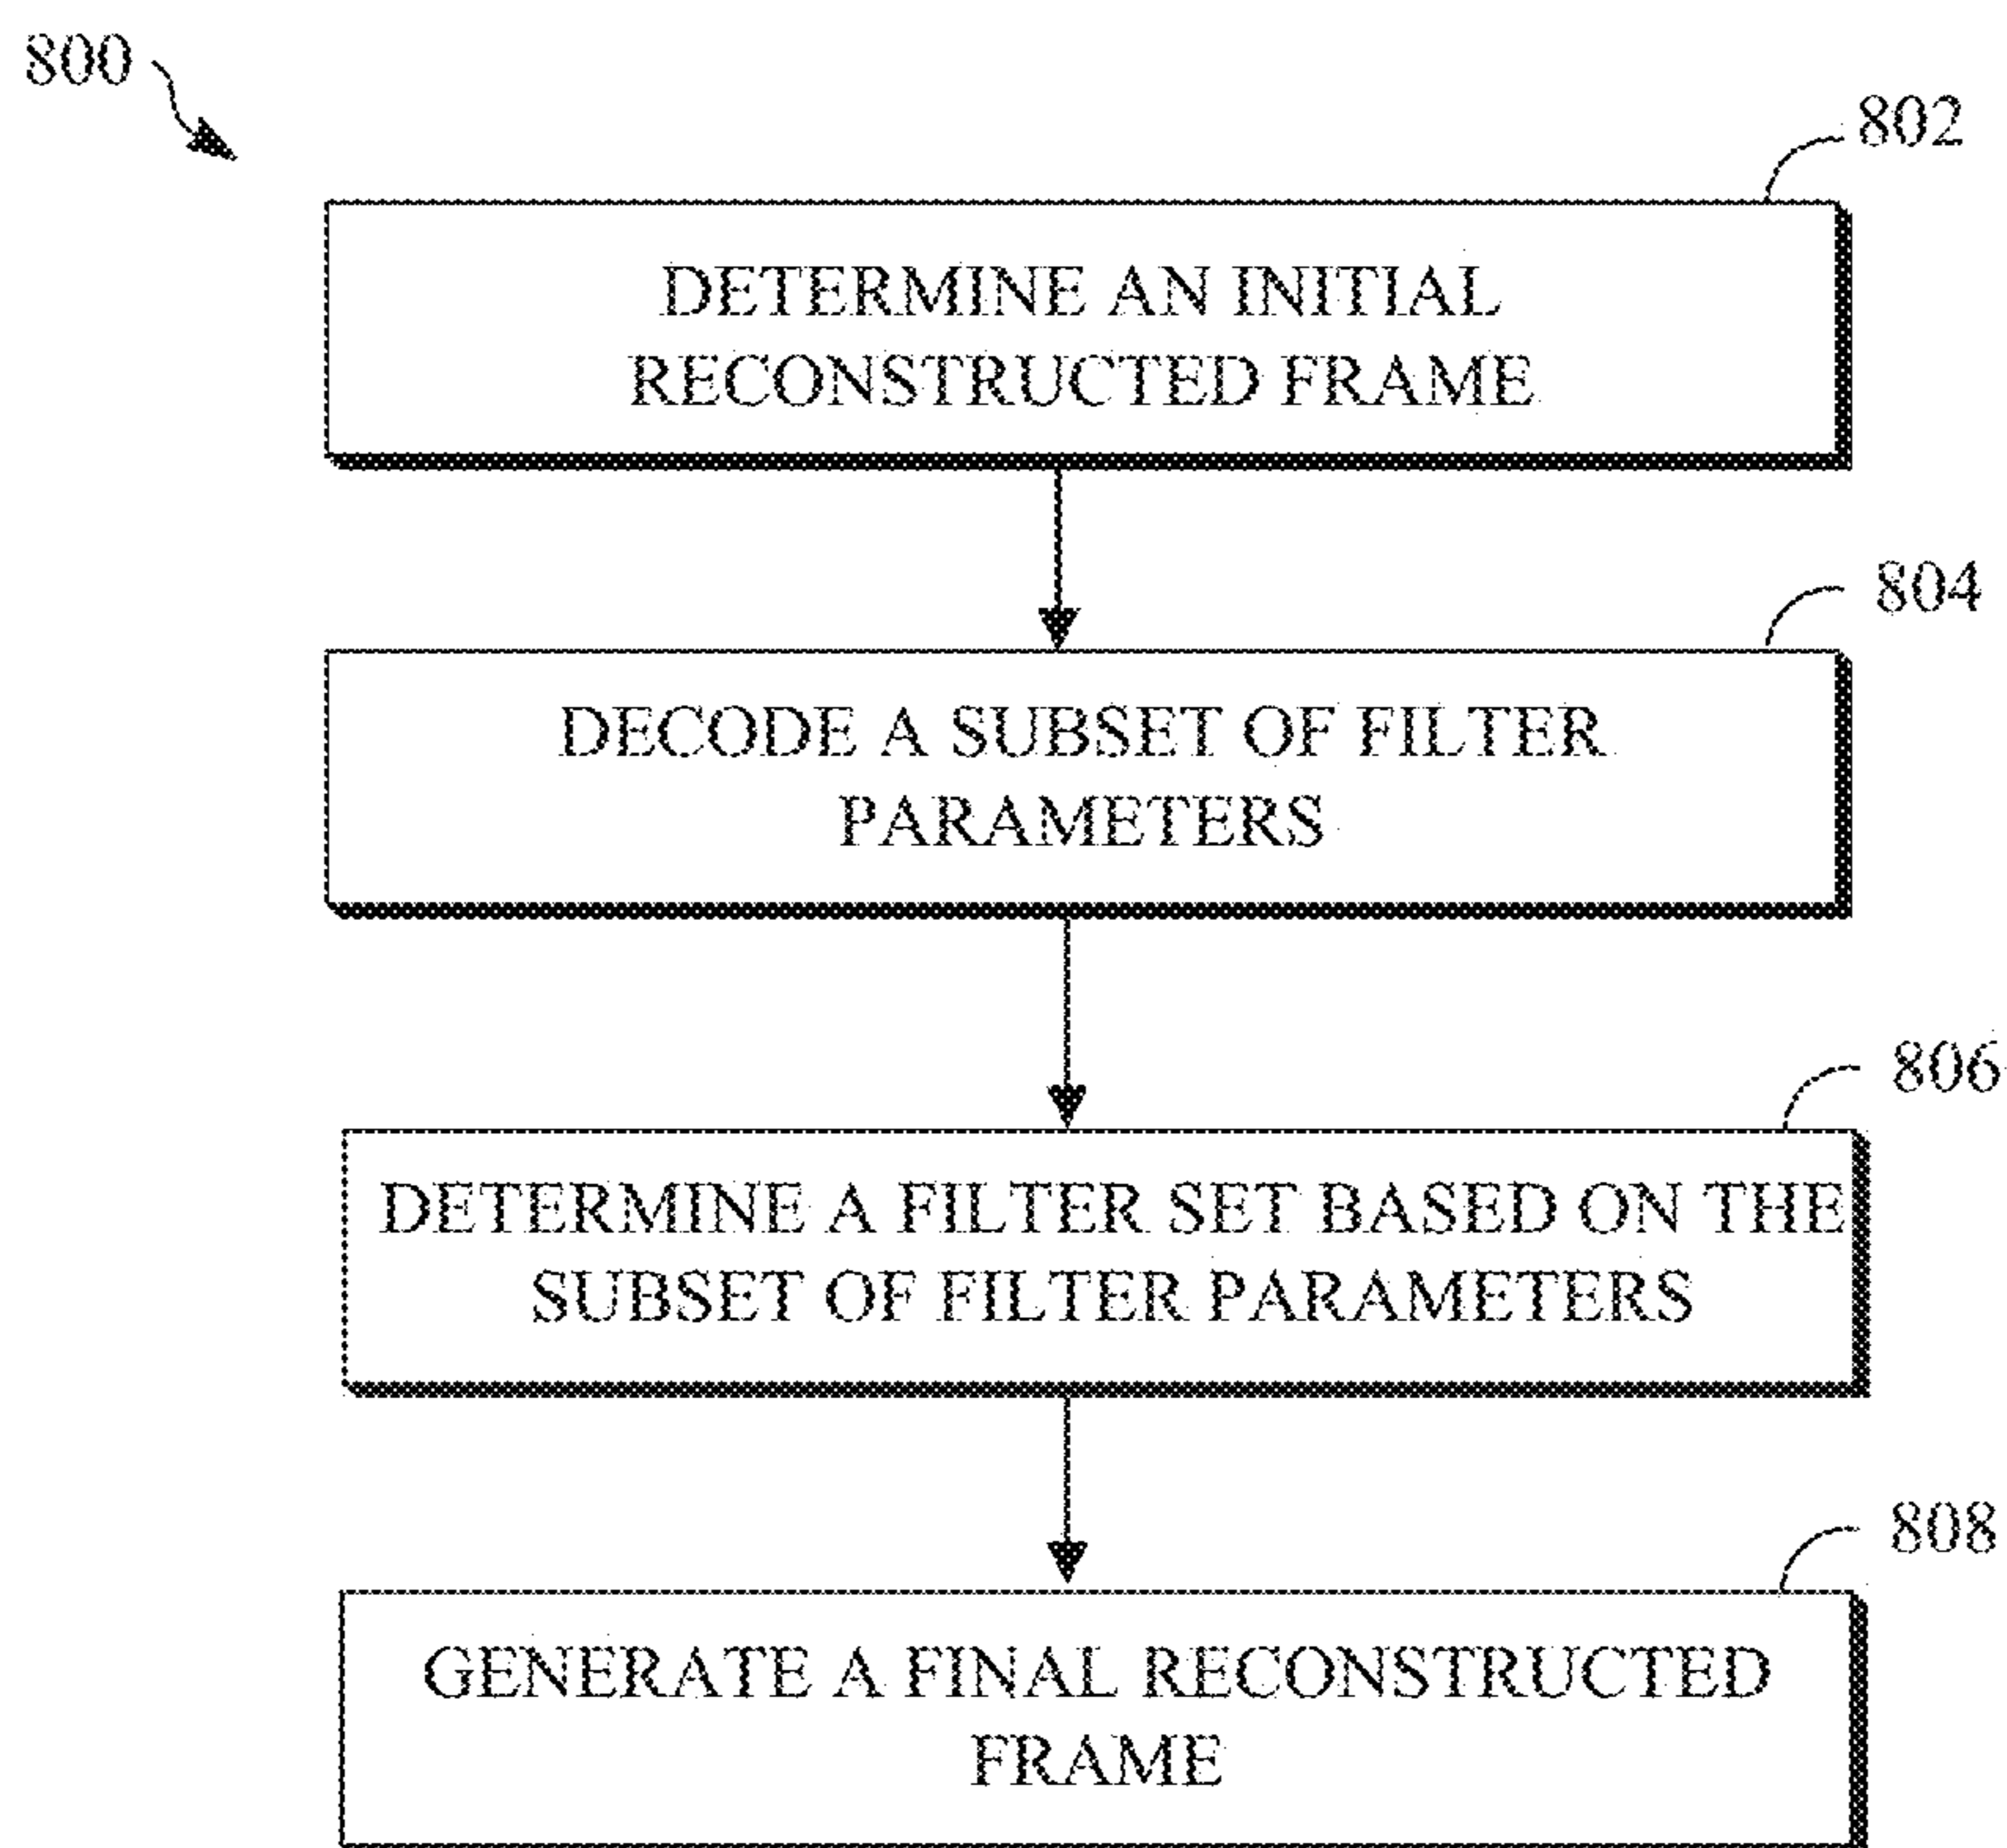 800
802
DETERMINE AN INITIAL
RECONSTRUCTED FRAME
804
DECODE A SUBSET OF FILTER
PARAMETERS
806
DETERMINE A FILTER SET BASED ON THE
SUBSET OF FILTER PARAMETERS
808
GENERATE A FINAL RECONSTRUCTED
FRAME